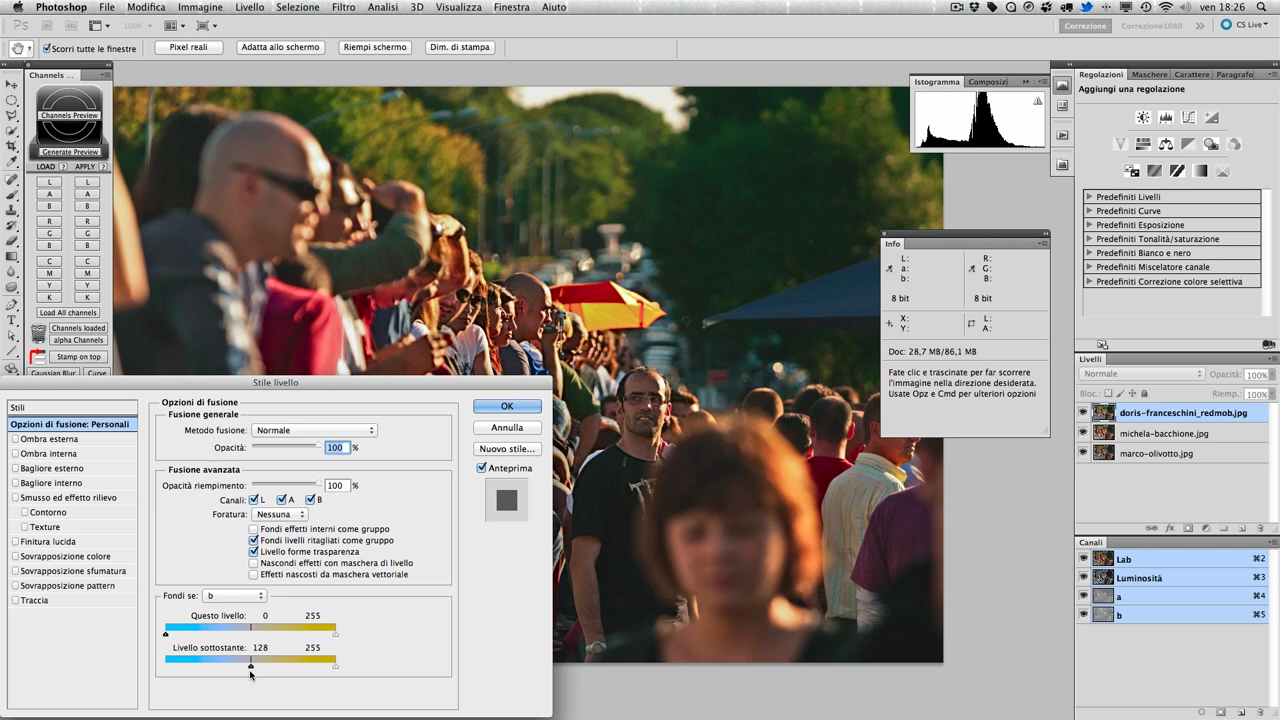 Photoshop File Modifica Immagine Livello Selezione Filtro Analisi 3D Visualizza Finestra Aiuto ven 18:26
Ps Br Mb 100% Correzione Correzione1080 CS Live
Scorri tutte le finestre Pixel reali Adatta allo schermo Riempi schermo Dim. di stampa
Channels ...
Channels Preview
Generate Preview
LOAD ? APPLY ?
L L
A A
B B
R R
G G
B B
C C
M M
Y Y
K K
Load All channels
Channels loaded
alpha Channels
Stamp on top
Gaussian Blur Curve
Istogramma Composizi
Info
L: R:
a: G:
b: B:
8 bit 8 bit
X: L:
Y: A:
Doc: 28,7 MB/86,1 MB
Fate clic e trascinate per far scorrere
l'immagine nella direzione desiderata.
Usate Opz e Cmd per ulteriori opzioni
Regolazioni Maschere Carattere Paragrafo
Aggiungi una regolazione
Predefiniti Livelli
Predefiniti Curve
Predefiniti Esposizione
Predefiniti Tonalità/saturazione
Predefiniti Bianco e nero
Predefiniti Miscelatore canale
Predefiniti Correzione colore selettiva
Livelli
Normale Opacità: 100%
Bloc.: Riemp.: 100%
doris-franceschini_redmob.jpg
michela-bacchione.jpg
marco-olivotto.jpg
Canali
Lab ⌘2
Luminosità ⌘3
a ⌘4
b ⌘5
Stile livello
Stili
Opzioni di fusione: Personali
Ombra esterna
Ombra interna
Bagliore esterno
Bagliore interno
Smusso ed effetto rilievo
Contorno
Texture
Finitura lucida
Sovrapposizione colore
Sovrapposizione sfumatura
Sovrapposizione pattern
Traccia
Opzioni di fusione
Fusione generale
Metodo fusione: Normale
Opacità: 100 %
Fusione avanzata
Opacità riempimento: 100 %
Canali: L A B
Foratura: Nessuna
Fondi effetti interni come gruppo
Fondi livelli ritagliati come gruppo
Livello forme trasparenza
Nascondi effetti con maschera di livello
Effetti nascosti da maschera vettoriale
Fondi se: b
Questo livello: 0 255
Livello sottostante: 128 255
OK
Annulla
Nuovo stile...
Anteprima